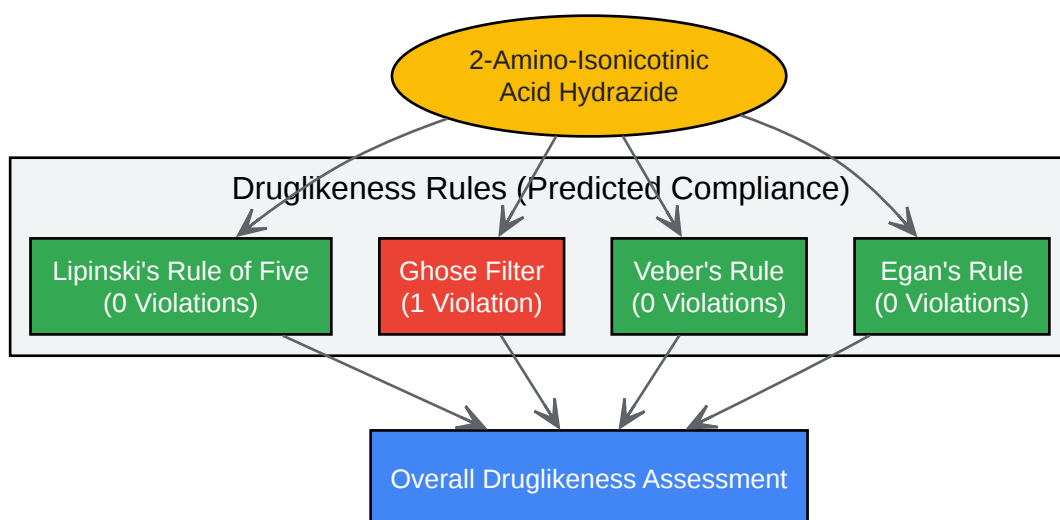 2-Amino-Isonicotinic
Acid Hydrazide
Druglikeness Rules (Predicted Compliance)
Lipinski's Rule of Five
(0 Violations)
Ghose Filter
(1 Violation)
Veber's Rule
(0 Violations)
Egan's Rule
(0 Violations)
Overall Druglikeness Assessment